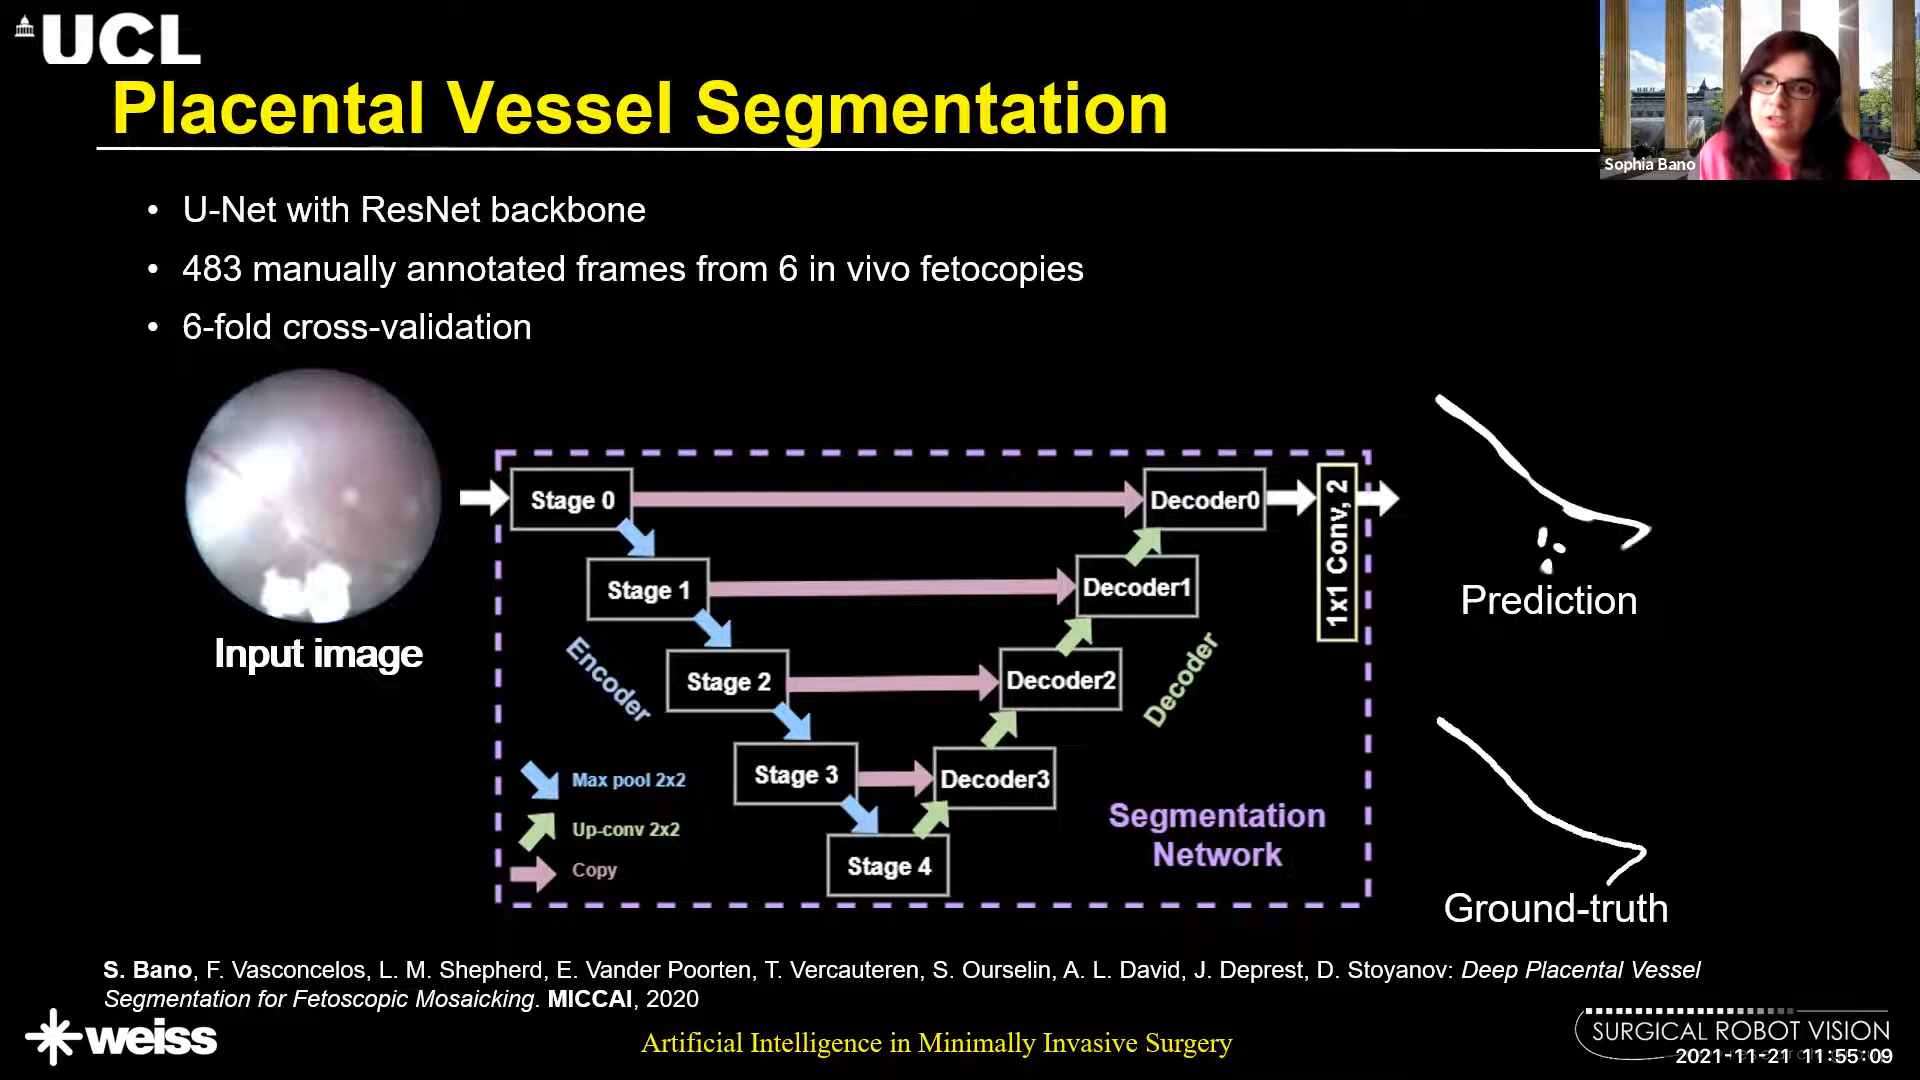 UCL
Placental Vessel Segmentation
Sophia Bano
• U-Net with ResNet backbone
• 483 manually annotated frames from 6 in vivo fetocopies
• 6-fold cross-validation
Input image
Stage 0
Stage 1
Stage 2
Stage 3
Stage 4
Encoder
Decoder0
Decoder1
Decoder2
Decoder3
Decoder
1x1 Conv, 2
Max pool 2x2
Up-conv 2x2
Copy
Segmentation
Network
Prediction
Ground-truth
S. Bano, F. Vasconcelos, L. M. Shepherd, E. Vander Poorten, T. Vercauteren, S. Ourselin, A. L. David, J. Deprest, D. Stoyanov: Deep Placental Vessel
Segmentation for Fetoscopic Mosaicking. MICCAI, 2020
weiss
Artificial Intelligence in Minimally Invasive Surgery
SURGICAL ROBOT VISION
2021-11-21 11:55:09